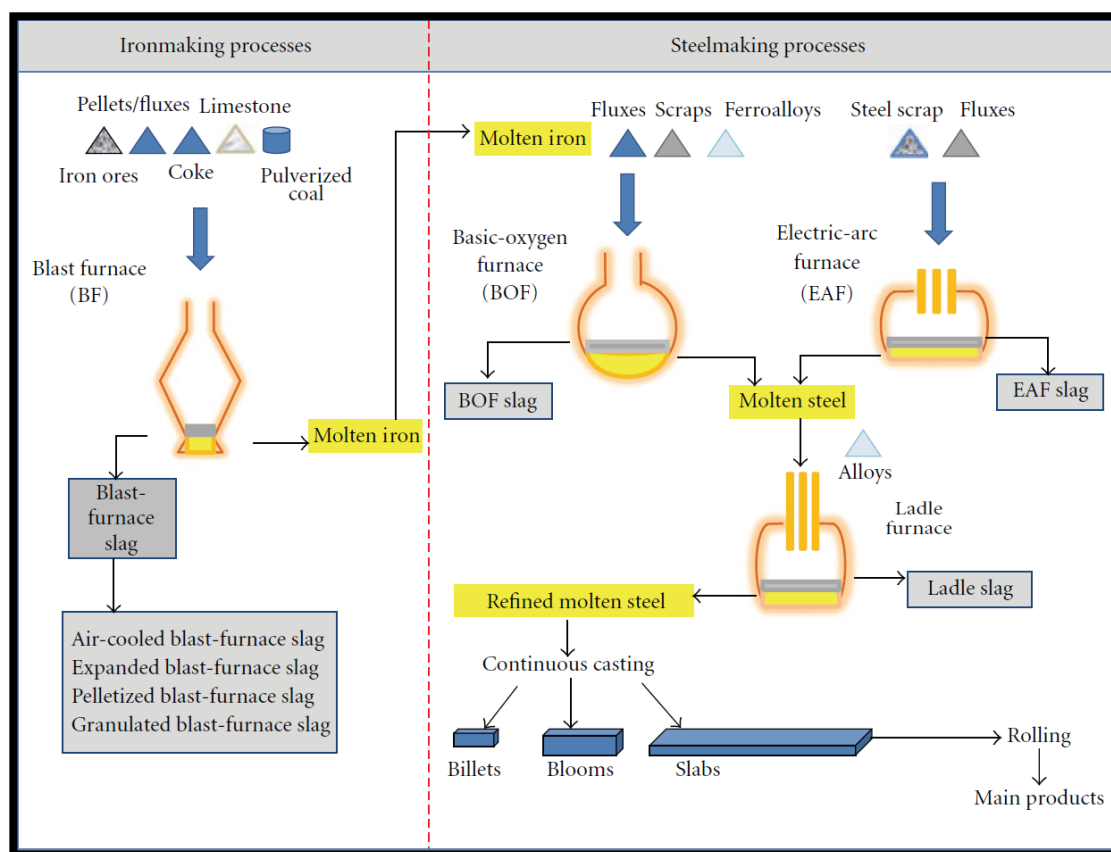 Ironmaking processes
Steelmaking processes
Pellets/fluxes
Limestone
Iron ores
Coke
Pulverized
coal
Blast furnace
(BF)
Molten iron
Blast-
furnace
slag
Air-cooled blast-furnace slag
Expanded blast-furnace slag
Pelletized blast-furnace slag
Granulated blast-furnace slag
Molten iron
Fluxes
Scraps
Ferroalloys
Steel scrap
Fluxes
Basic-oxygen
furnace
(BOF)
Electric-arc
furnace
(EAF)
BOF slag
Molten steel
EAF slag
Alloys
Ladle
furnace
Ladle slag
Refined molten steel
Continuous casting
Billets
Blooms
Slabs
Rolling
Main products